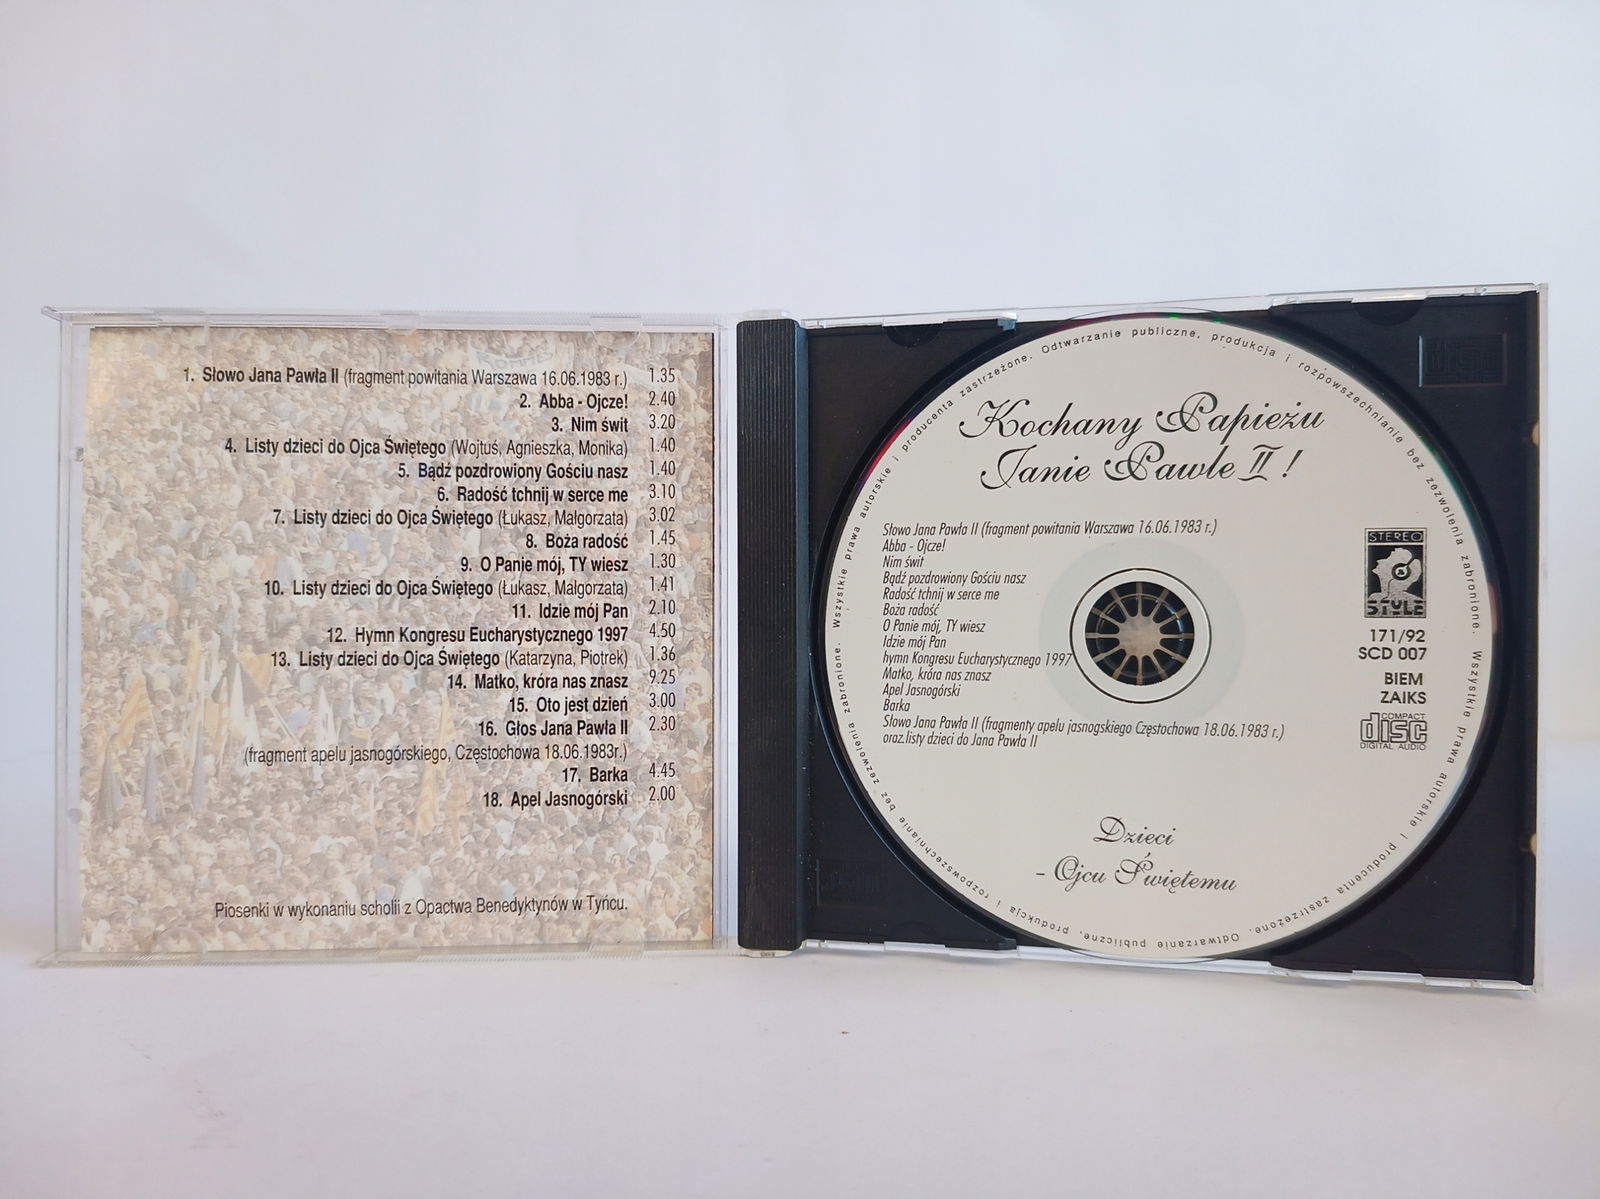 1. Słowo Jana Pawła II (fragment powitania Warszawa 16.06.1983 r.) 1.35
2. Abba - Ojcze! 2.40
3. Nim świt 3.20
4. Listy dzieci do Ojca Świętego (Wojtuś, Agnieszka, Monika) 1.40
5. Bądź pozdrowiony Gościu nasz 1.40
6. Radość tchnij w serce me 3.10
7. Listy dzieci do Ojca Świętego (Łukasz, Małgorzata) 3.02
8. Boża radość 1.45
9. O Panie mój, TY wiesz 1.30
10. Listy dzieci do Ojca Świętego (Łukasz, Małgorzata) 1.41
11. Idzie mój Pan 2.10
12. Hymn Kongresu Eucharystycznego 1997 4.50
13. Listy dzieci do Ojca Świętego (Katarzyna, Piotrek) 1.36
14. Matko, króra nas znasz 9.25
15. Oto jest dzień 3.00
16. Głos Jana Pawła II 2.30
(fragment apelu jasnogórskiego, Częstochowa 18.06.1983r.)
17. Barka 4.45
18. Apel Jasnogórski 2.00
Piosenki w wykonaniu scholii z Opactwa Benedyktynów w Tyńcu.
Wszystkie prawa autorskie i producenta zastrzeżone. Odtwarzanie publiczne, produkcja i rozpowszechnianie bez zezwolenia zabronione. Wszystkie prawa autorskie i producenta zastrzeżone. Odtwarzanie publiczne, produkcja i rozpowszechnianie bez zezwolenia zabronione.
Kochany Papieżu
Janie Pawle II !
Słowo Jana Pawła II (fragment powitania Warszawa 16.06.1983 r.)
Abba - Ojcze!
Nim świt
Bądź pozdrowiony Gościu nasz
Radość tchnij w serce me
Boża radość
O Panie mój, TY wiesz
Idzie mój Pan
hymn Kongresu Eucharystycznego 1997
Matko, króra nas znasz
Apel Jasnogórski
Barka
Słowo Jana Pawła II (fragmenty apelu jasnogskiego Częstochowa 18.06.1983 r.)
oraz.listy dzieci do Jana Pawła II
STEREO
STYLE
171/92
SCD 007
BIEM
ZAIKS
COMPACT
disc
DIGITAL AUDIO
Dzieci
- Ojcu Świętemu